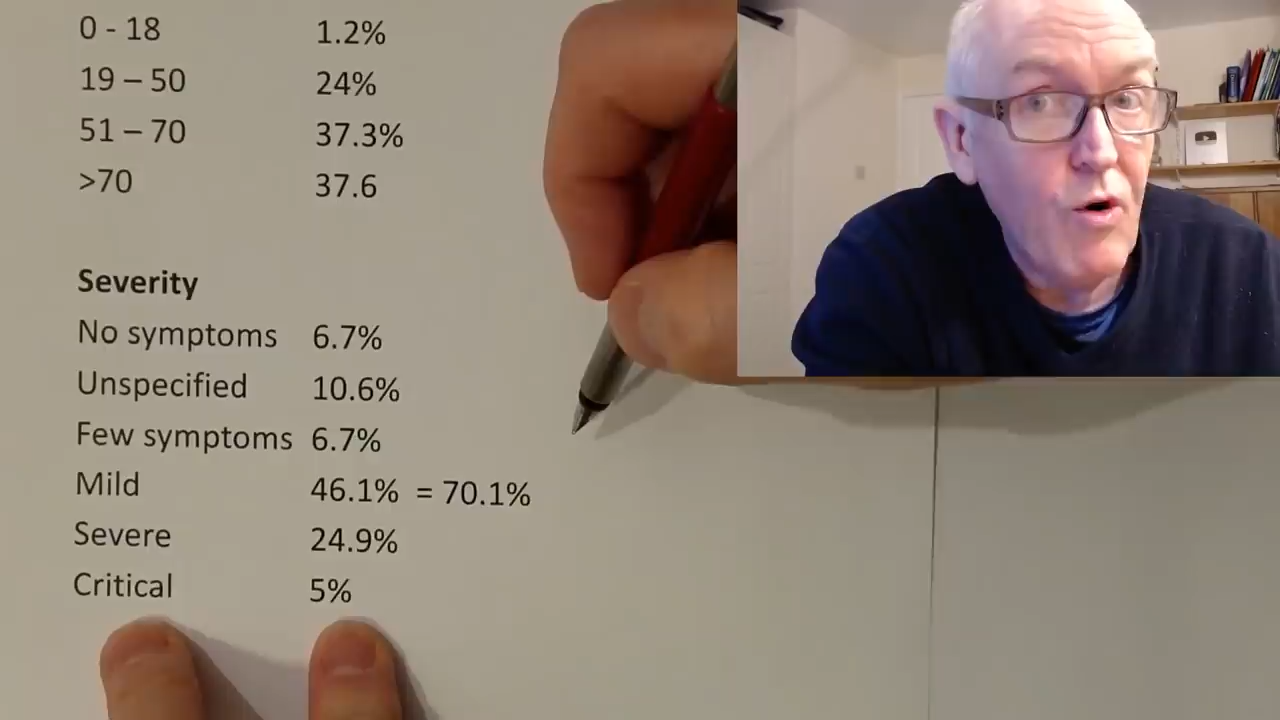 0 - 18 1.2%
19 – 50 24%
51 – 70 37.3%
>70 37.6
Severity
No symptoms 6.7%
Unspecified 10.6%
Few symptoms 6.7%
Mild 46.1% = 70.1%
Severe 24.9%
Critical 5%